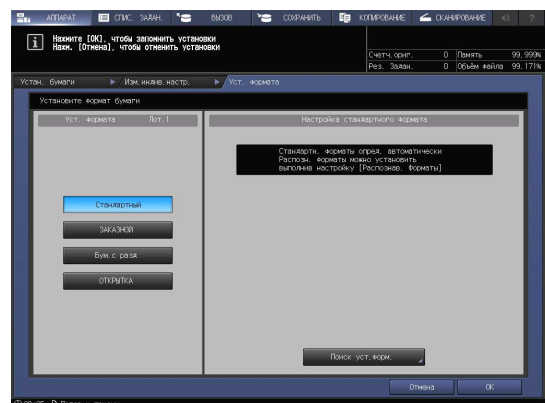 АППАРАТ СПИС. ЗАДАН. ВЫЗОВ СОХРАНИТЬ КОПИРОВАНИЕ СКАНИРОВАНИЕ ?
Нажмите [OK], чтобы запомнить установки
Нажм. [Отмена], чтобы отменить установки
Счетч.ориг. 0 Память 99.999%
Рез. Задан. 0 Объём файла 99.171%
Устан. бумаги Изм.индив.настр. Уст. формата
Установите формат бумаги
Уст. формата Лот.1 Настройка стандартного формата
Стандартн. форматы опред. автоматически
Распозн. форматы можно установить
выполнив настройку [Распознав. Форматы]
Стандартный
ЗАКАЗНОЙ
Бум.с разд
ОТКРЫТКА
Поиск уст.форм.
Отмена OK